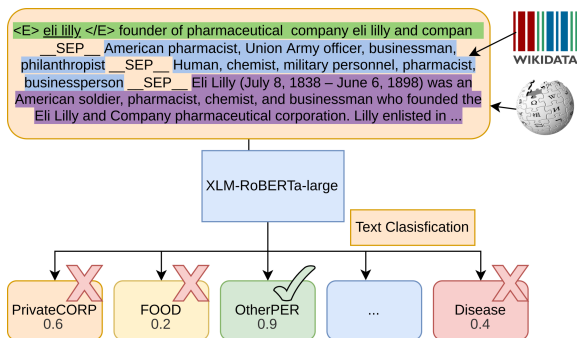 <E> eli lilly </E> founder of pharmaceutical  company eli lilly and compan
__SEP__ American pharmacist, Union Army officer, businessman,
philanthropist __SEP__ Human, chemist, military personnel, pharmacist,
businessperson __SEP__ Eli Lilly (July 8, 1838 – June 6, 1898) was an
American soldier, pharmacist, chemist, and businessman who founded the
Eli Lilly and Company pharmaceutical corporation. Lilly enlisted in ...
WIKIDATA
XLM-RoBERTa-large
Text Clasisfication
PrivateCORP
0.6
FOOD
0.2
OtherPER
0.9
...
Disease
0.4